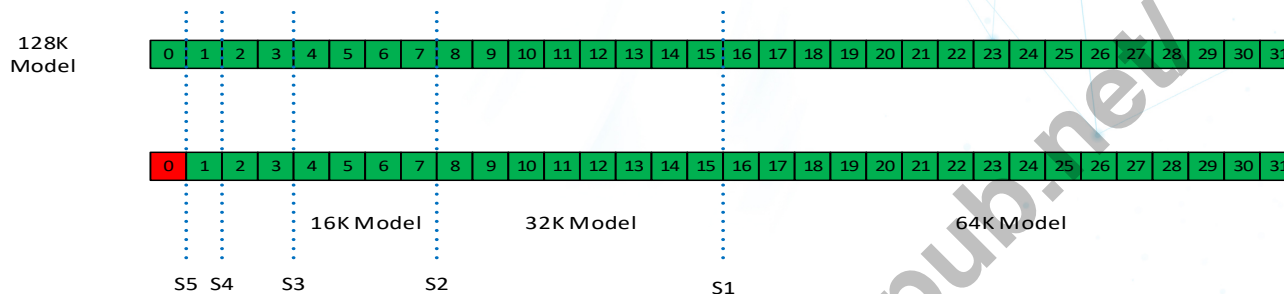 128K
Model
0 1 2 3 4 5 6 7 8 9 10 11 12 13 14 15 16 17 18 19 20 21 22 23 24 25 26 27 28 29 30 31
0 1 2 3 4 5 6 7 8 9 10 11 12 13 14 15 16 17 18 19 20 21 22 23 24 25 26 27 28 29 30 31
16K Model 32K Model 64K Model
S5 S4 S3 S2 S1
pub.net/